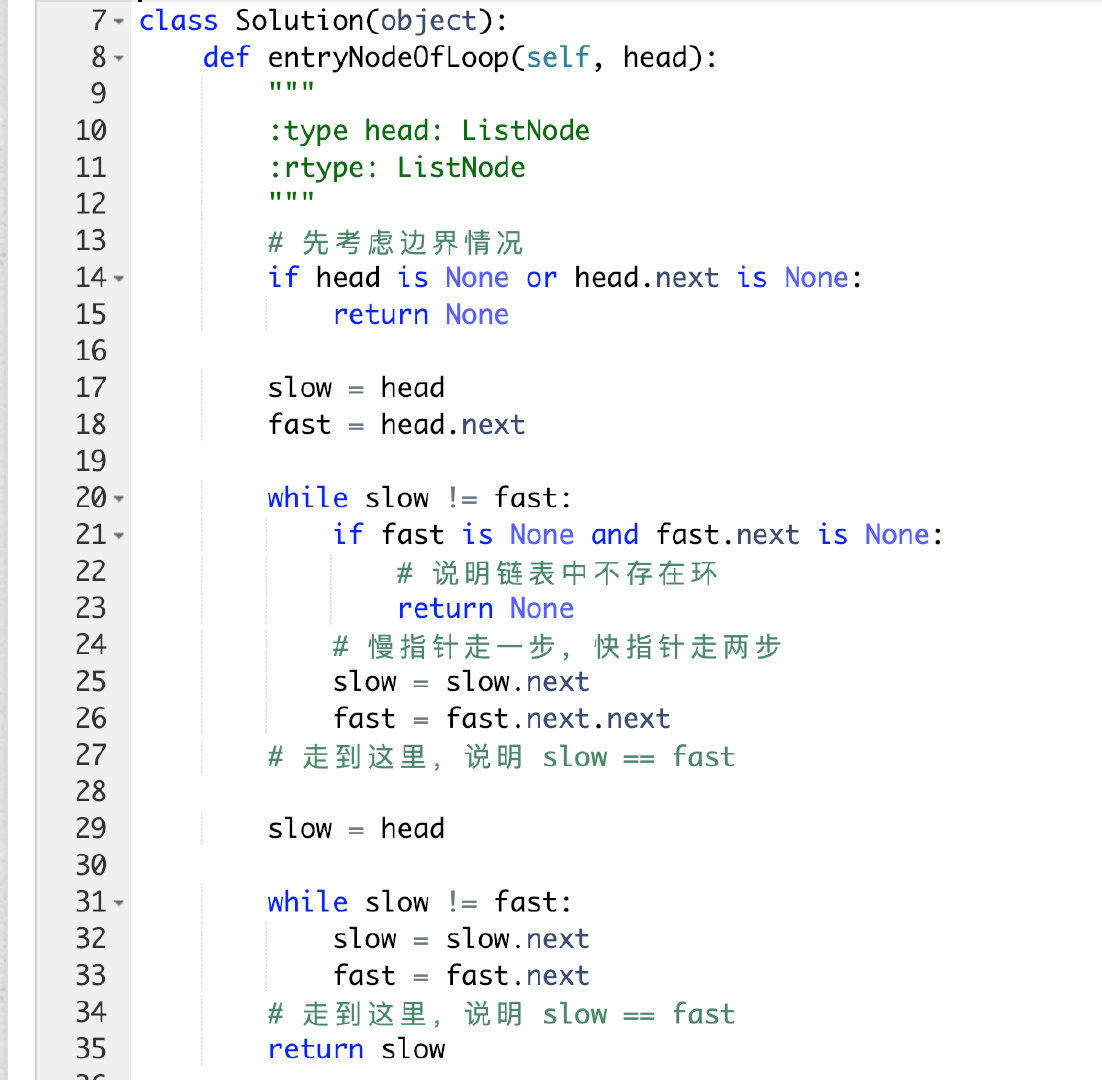 7 class Solution(object):
8 def entryNodeOfLoop(self, head):
9 """
10 :type head: ListNode
11 :rtype: ListNode
12 """
13 # 先考虑边界情况
14 if head is None or head.next is None:
15 return None
16
17 slow = head
18 fast = head.next
19
20 while slow != fast:
21 if fast is None and fast.next is None:
22 # 说明链表中不存在环
23 return None
24 # 慢指针走一步，快指针走两步
25 slow = slow.next
26 fast = fast.next.next
27 # 走到这里，说明 slow == fast
28
29 slow = head
30
31 while slow != fast:
32 slow = slow.next
33 fast = fast.next
34 # 走到这里，说明 slow == fast
35 return slow